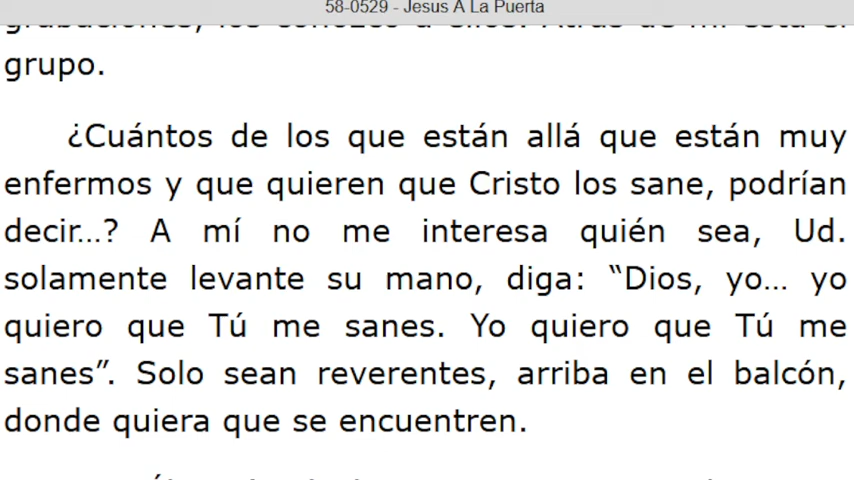 58-0529 - Jesus A La Puerta
grupo.
¿Cuántos de los que están allá que están muy
enfermos y que quieren que Cristo los sane, podrían
decir...? A mí no me interesa quién sea, Ud.
solamente levante su mano, diga: “Dios, yo... yo
quiero que Tú me sanes. Yo quiero que Tú me
sanes”. Solo sean reverentes, arriba en el balcón,
donde quiera que se encuentren.